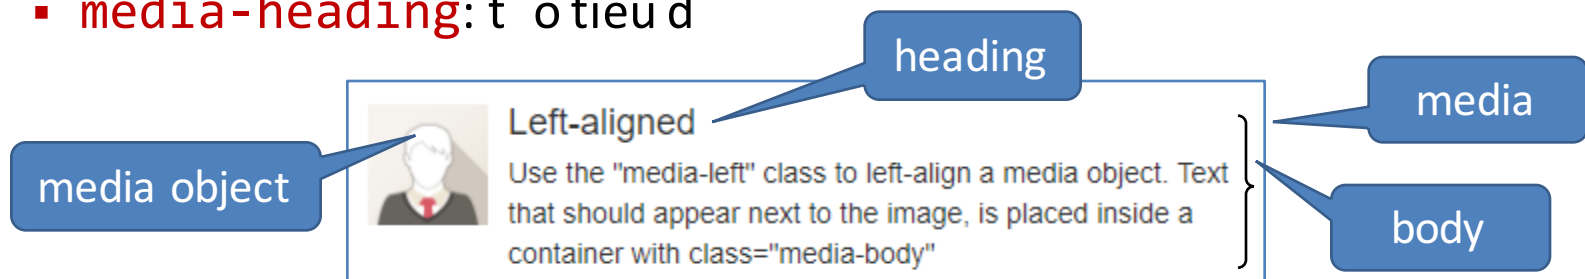 ▪ media-heading: t o tieu d
heading
media
Left-aligned
media object
Use the "media-left" class to left-align a media object. Text
that should appear next to the image, is placed inside a
container with class="media-body"
body